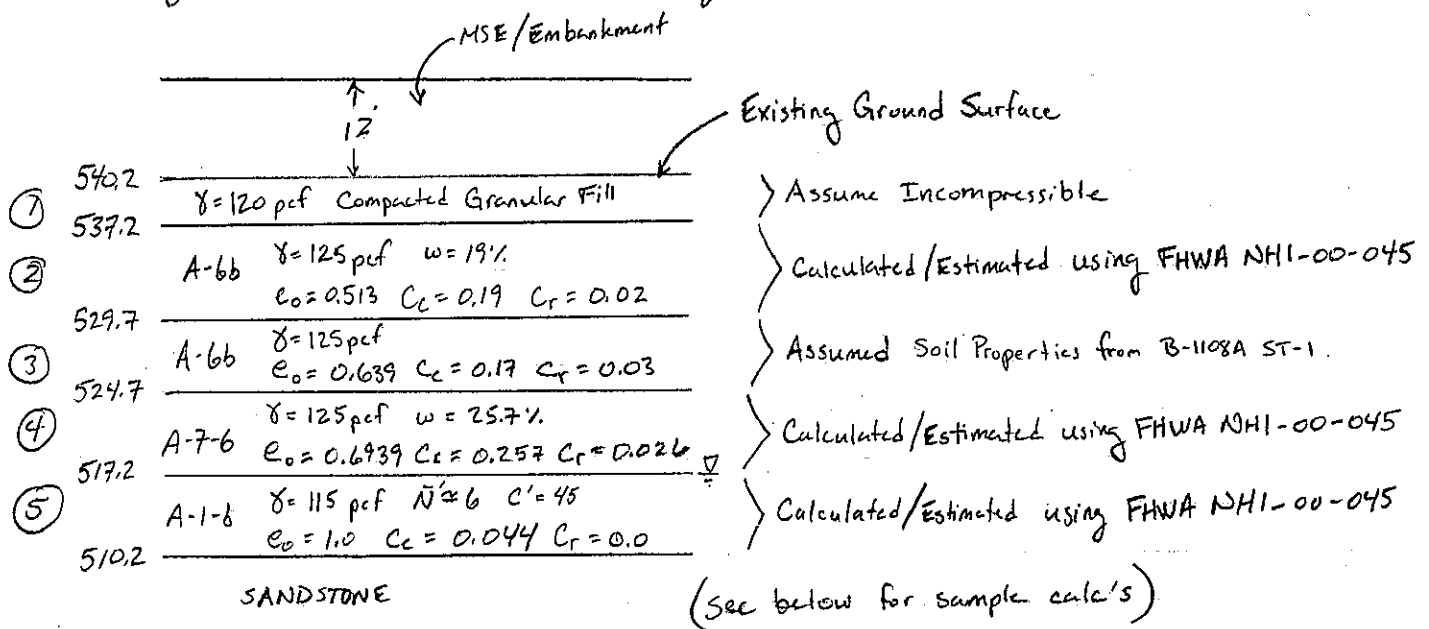 MSE/Embankment
12'
Existing Ground Surface
540.2
① γ=120 pcf Compacted Granular Fill } Assume Incompressible
537.2
② A-6b γ=125 pcf w=19% } Calculated/Estimated using FHWA NHI-00-045
e₀=0.513 Cc=0.19 Cr=0.02
529.7
③ A-6b γ=125 pcf } Assumed Soil Properties from B-1108A ST-1.
e₀=0.639 Cc=0.17 Cr=0.03
524.7
④ A-7-6 γ=125 pcf w=25.7% } Calculated/Estimated using FHWA NHI-00-045
e₀=0.6939 Cc=0.257 Cr=0.026
517.2
⑤ A-1-b γ=115 pcf N̄'≈6 C'=45 } Calculated/Estimated using FHWA NHI-00-045
e₀=1.0 Cc=0.044 Cr=0.0
510.2
SANDSTONE (see below for sample calc's)